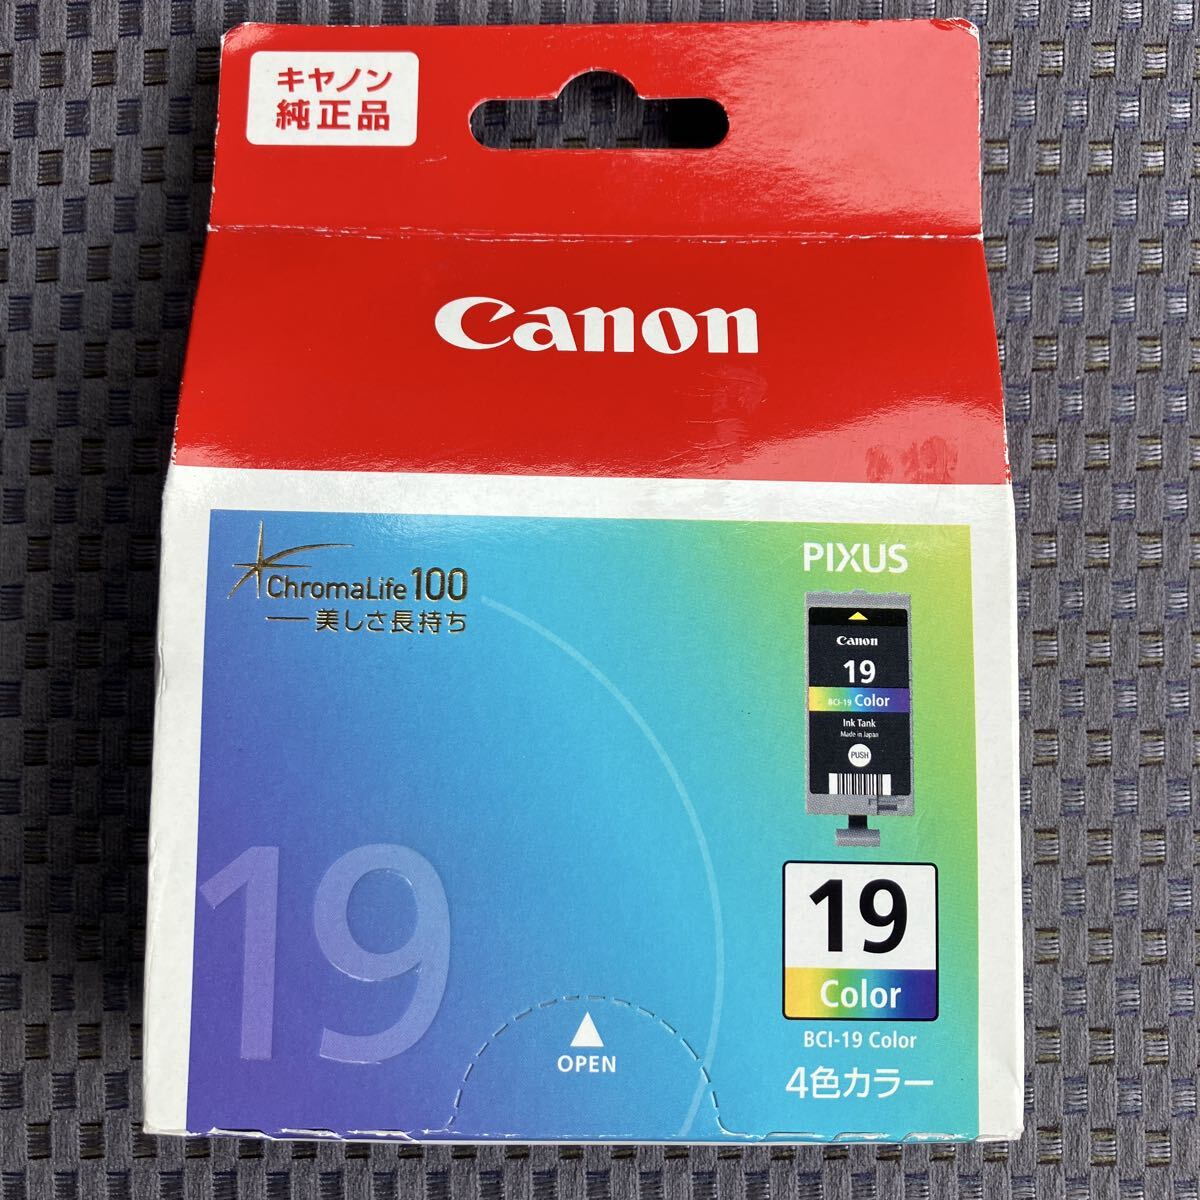 キヤノン
純正品
Canon
ChromaLife100
美しさ長持ち
PIXUS
Canon
19
BCI-19 Color
Ink Tank
Made in Japan
PUSH
19
19
Color
BCI-19 Color
4色カラー
OPEN